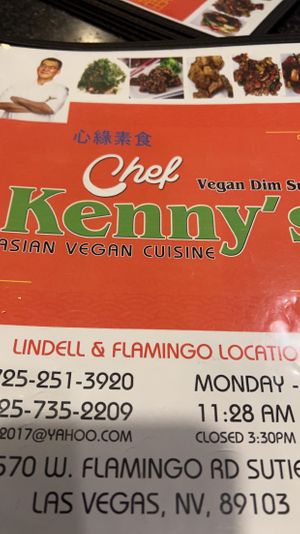 心緣素食
Chef
Vegan Dim Su
Kenny's
ASIAN VEGAN CUISINE
LINDELL & FLAMINGO LOCATIO
725-251-3920
MONDAY -
25-735-2209
11:28 AM
2017@YAHOO.COM
CLOSED 3:30PM
570 W. FLAMINGO RD SUTIE
LAS VEGAS, NV, 89103